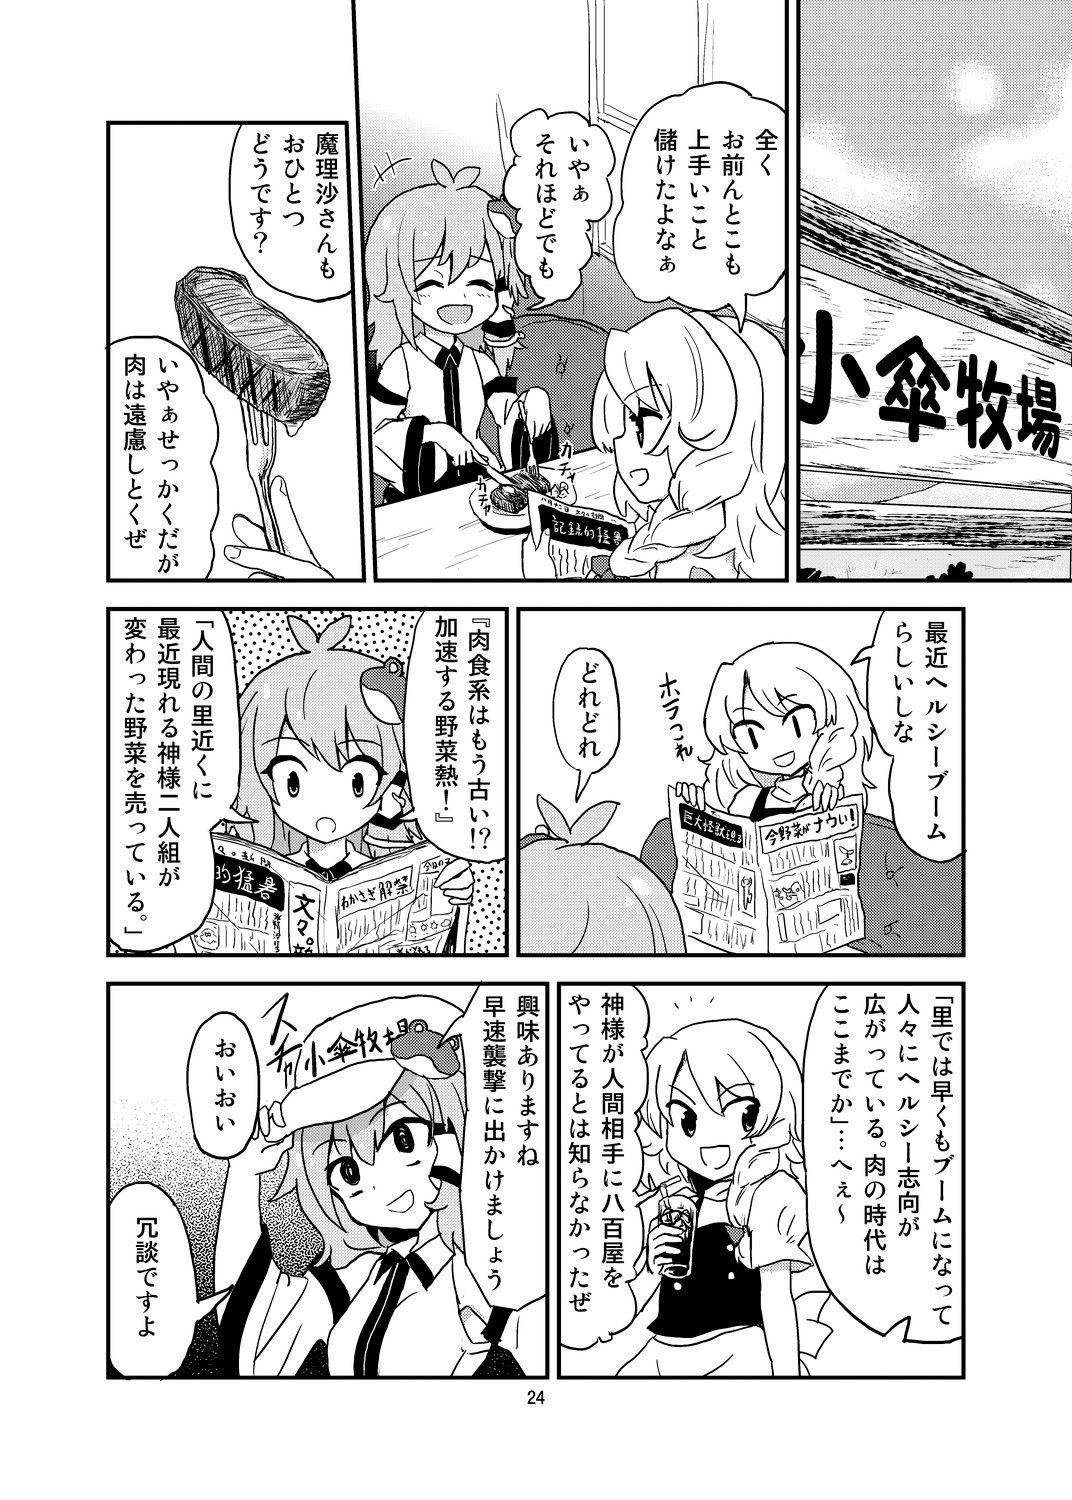 小傘牧場
全く
お前んとこも
上手いこと
儲けたよなぁ
いやぁ
それほどでも
カチャ
カチャ
記録的猛暑
魔理沙さんも
おひとつ
どうです?
いやぁせっかくだが
肉は遠慮しとくぜ
最近ヘルシーブーム
らしいしな
ホラこれ
今野菜がナウい!
どれどれ
『肉食系はもう古い!?
加速する野菜熱!』
「人間の里近くに
最近現れる神様二人組が
変わった野菜を売っている。」
的猛暑
わかさぎ解禁
文々。
「里では早くもブームになって
人々にヘルシー志向が
広がっている。肉の時代は
ここまでか」…へぇ~
神様が人間相手に八百屋を
やってるとは知らなかったぜ
興味ありますね
早速襲撃に出かけましょう
スチャ
小傘牧場
おいおい
冗談ですよ
24